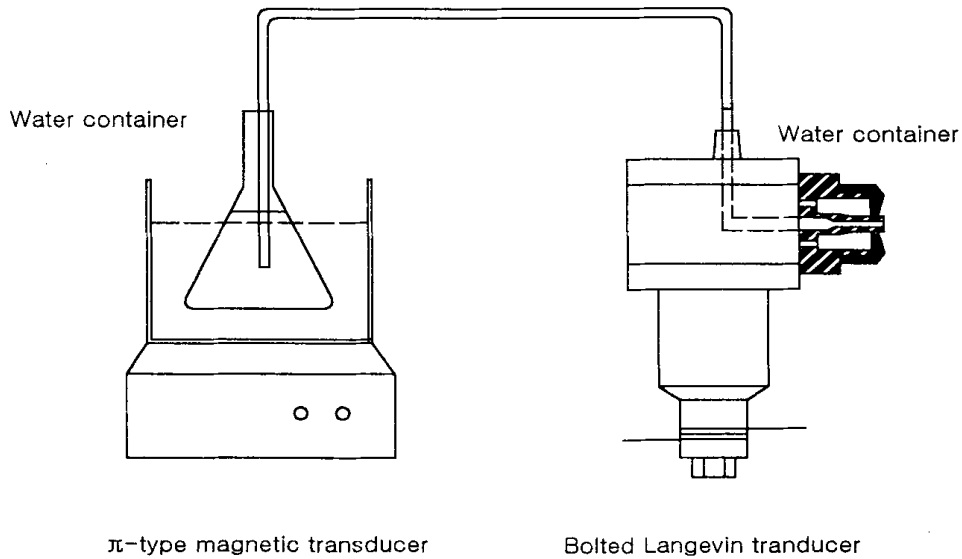 Water container
Water container
π-type magnetic transducer
Bolted Langevin tranducer